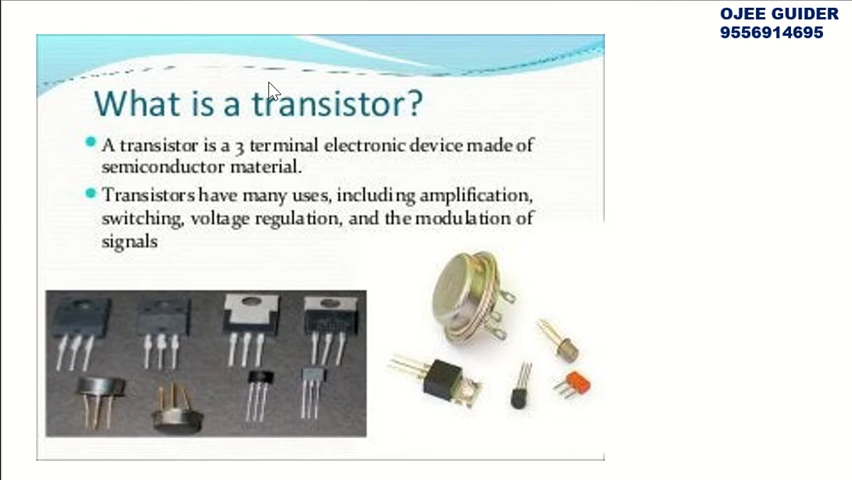 OJEE GUIDER
9556914695
What is a transistor?
A transistor is a 3 terminal electronic device made of
semiconductor material.
Transistors have many uses, including amplification,
switching, voltage regulation, and the modulation of
signals